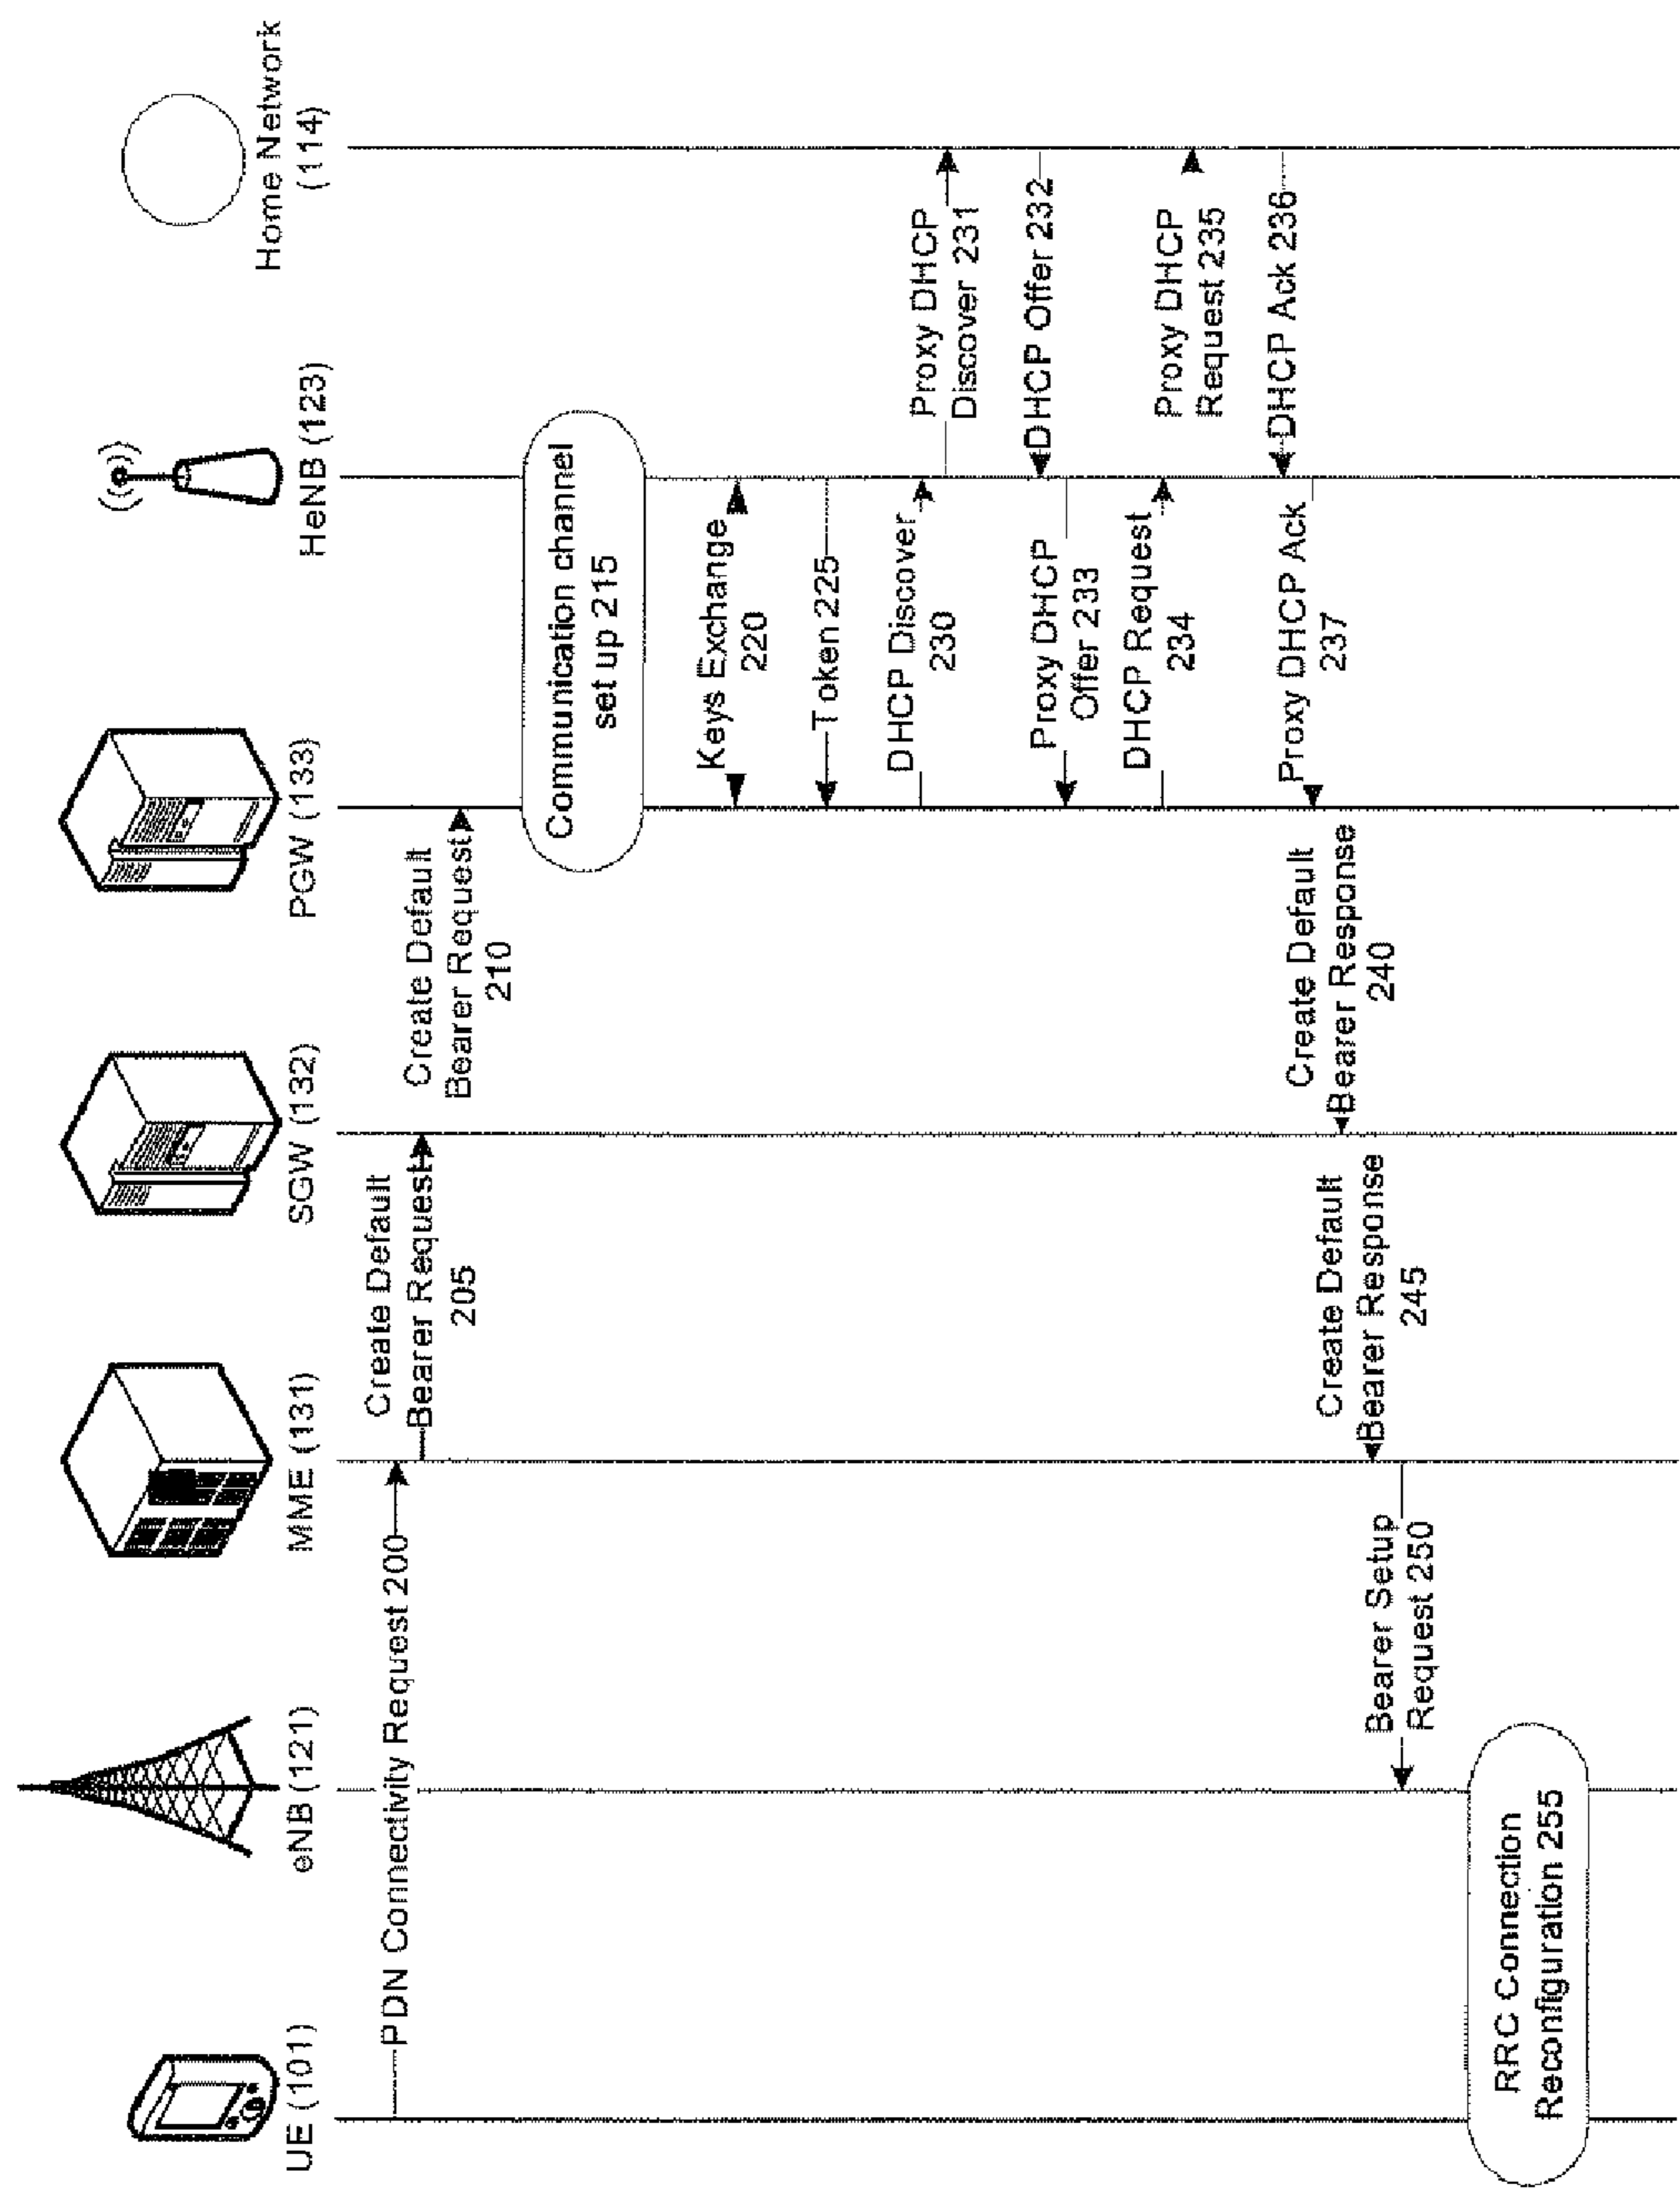 UE (101)
eNB (121)
MME (131)
SGW (132)
PGW (133)
HeNB (123)
Home Network
(114)
PDN Connectivity Request 200
Create Default
Bearer Request
205
Create Default
Bearer Request
210
Communication channel
set up 215
Keys Exchange
220
Token 225
DHCP Discover
230
Proxy DHCP
Discover 231
DHCP Offer 232
Proxy DHCP
Offer 233
DHCP Request
234
Proxy DHCP
Request 235
DHCP Ack 236
Proxy DHCP Ack
237
Create Default
Bearer Response
240
Create Default
Bearer Response
245
Bearer Setup
Request 250
RRC Connection
Reconfiguration 255